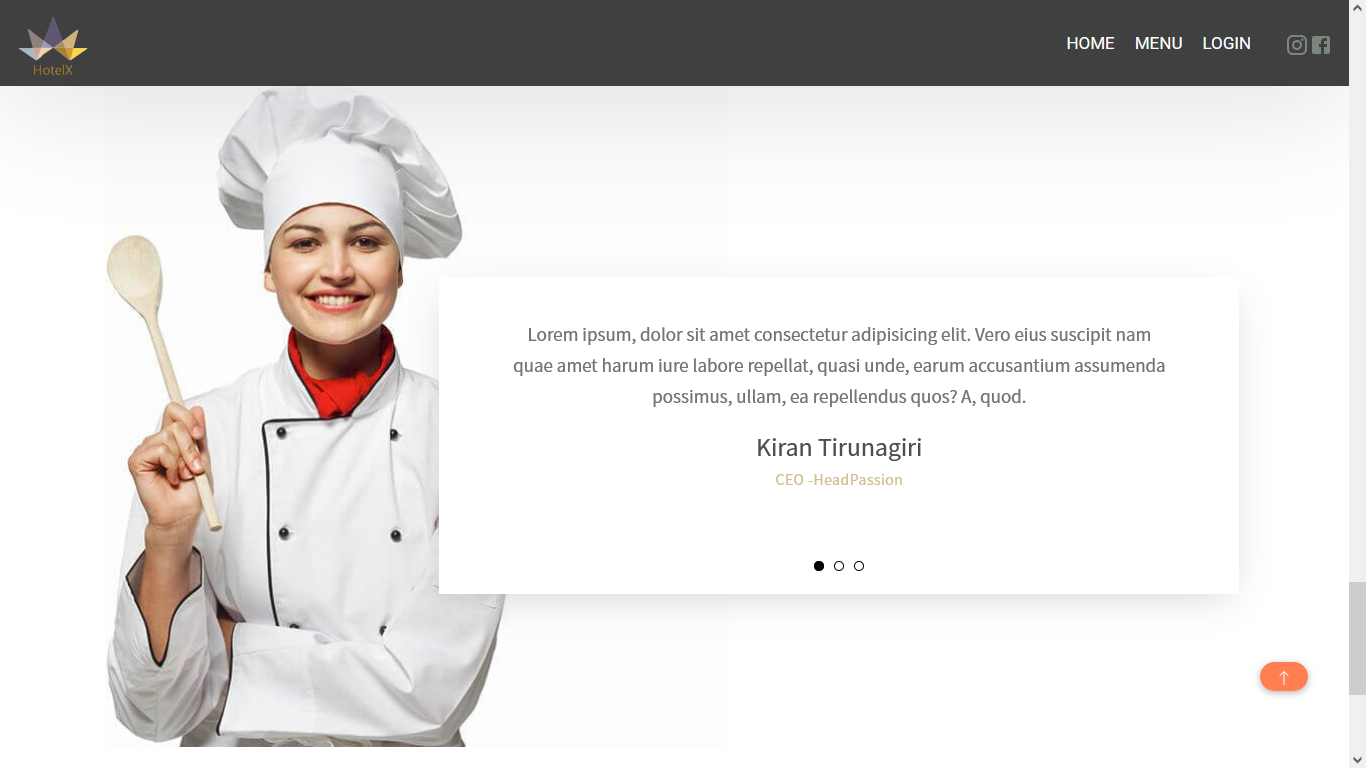 HotelX
HOME MENU LOGIN
Lorem ipsum, dolor sit amet consectetur adipisicing elit. Vero eius suscipit nam
quae amet harum iure labore repellat, quasi unde, earum accusantium assumenda
possimus, ullam, ea repellendus quos? A, quod.
Kiran Tirunagiri
CEO -HeadPassion